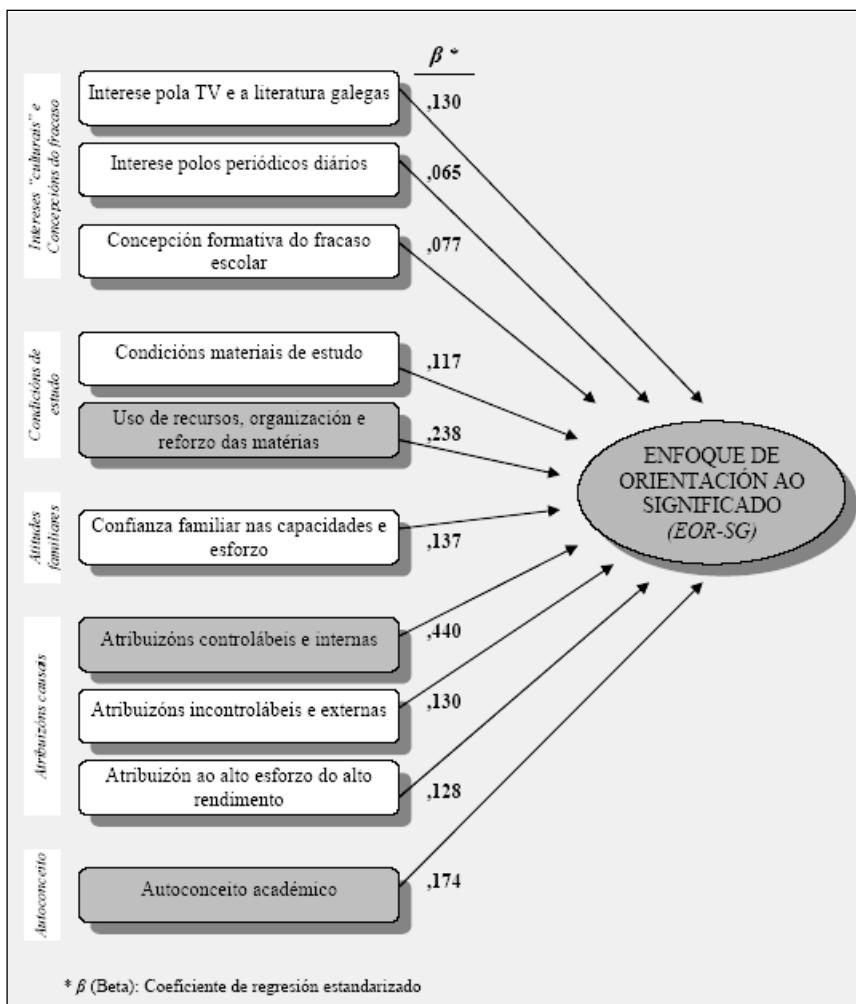 β *
Intereses "culturais" e
Concepcións do fracaso
Interese pola TV e a literatura galegas
,130
Interese polos periódicos diários
,065
Concepción formativa do fracaso
escolar
,077
Condicións de
estudo
Condicións materiais de estudo
,117
Uso de recursos, organización e
reforzo das matérias
,238
Atitudes
familiares
Confianza familiar nas capacidades e
esforzo
,137
Atribuizóns causais
Atribuizóns controlábeis e internas
,440
Atribuizóns incontrolábeis e externas
,130
Atribuizón ao alto esforzo do alto
rendimento
,128
Autoconceito
Autoconceito académico
,174
ENFOQUE DE
ORIENTACIÓN AO
SIGNIFICADO
(EOR-SG)
* β (Beta): Coeficiente de regresión estandarizado